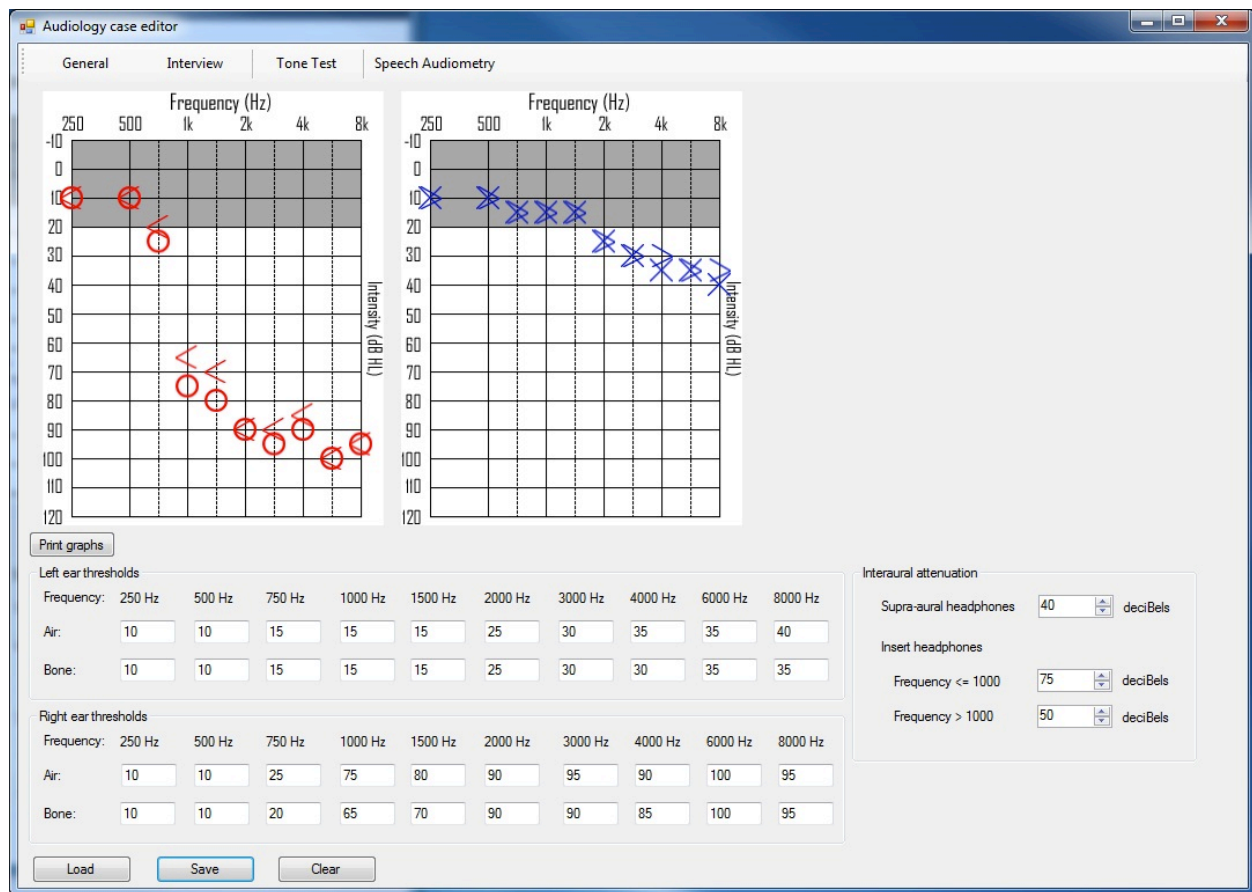 Audiology case editor
General Interview Tone Test Speech Audiometry
Frequency (Hz) Frequency (Hz)
250 500 1k 2k 4k 8k 250 500 1k 2k 4k 8k
-10 -10
0 0
10 10
20 20
30 30
40 40
50 50
60 60
70 70
80 80
90 90
100 100
110 110
120 120
Intensity (dB HL) Intensity (dB HL)
Print graphs
Left ear thresholds
Frequency: 250 Hz 500 Hz 750 Hz 1000 Hz 1500 Hz 2000 Hz 3000 Hz 4000 Hz 6000 Hz 8000 Hz
Air: 10 10 15 15 15 25 30 35 35 40
Bone: 10 10 15 15 15 25 30 30 35 35
Right ear thresholds
Frequency: 250 Hz 500 Hz 750 Hz 1000 Hz 1500 Hz 2000 Hz 3000 Hz 4000 Hz 6000 Hz 8000 Hz
Air: 10 10 25 75 80 90 95 90 100 95
Bone: 10 10 20 65 70 90 90 85 100 95
Interaural attenuation
Supra-aural headphones 40 deciBels
Insert headphones
Frequency <= 1000 75 deciBels
Frequency > 1000 50 deciBels
Load Save Clear